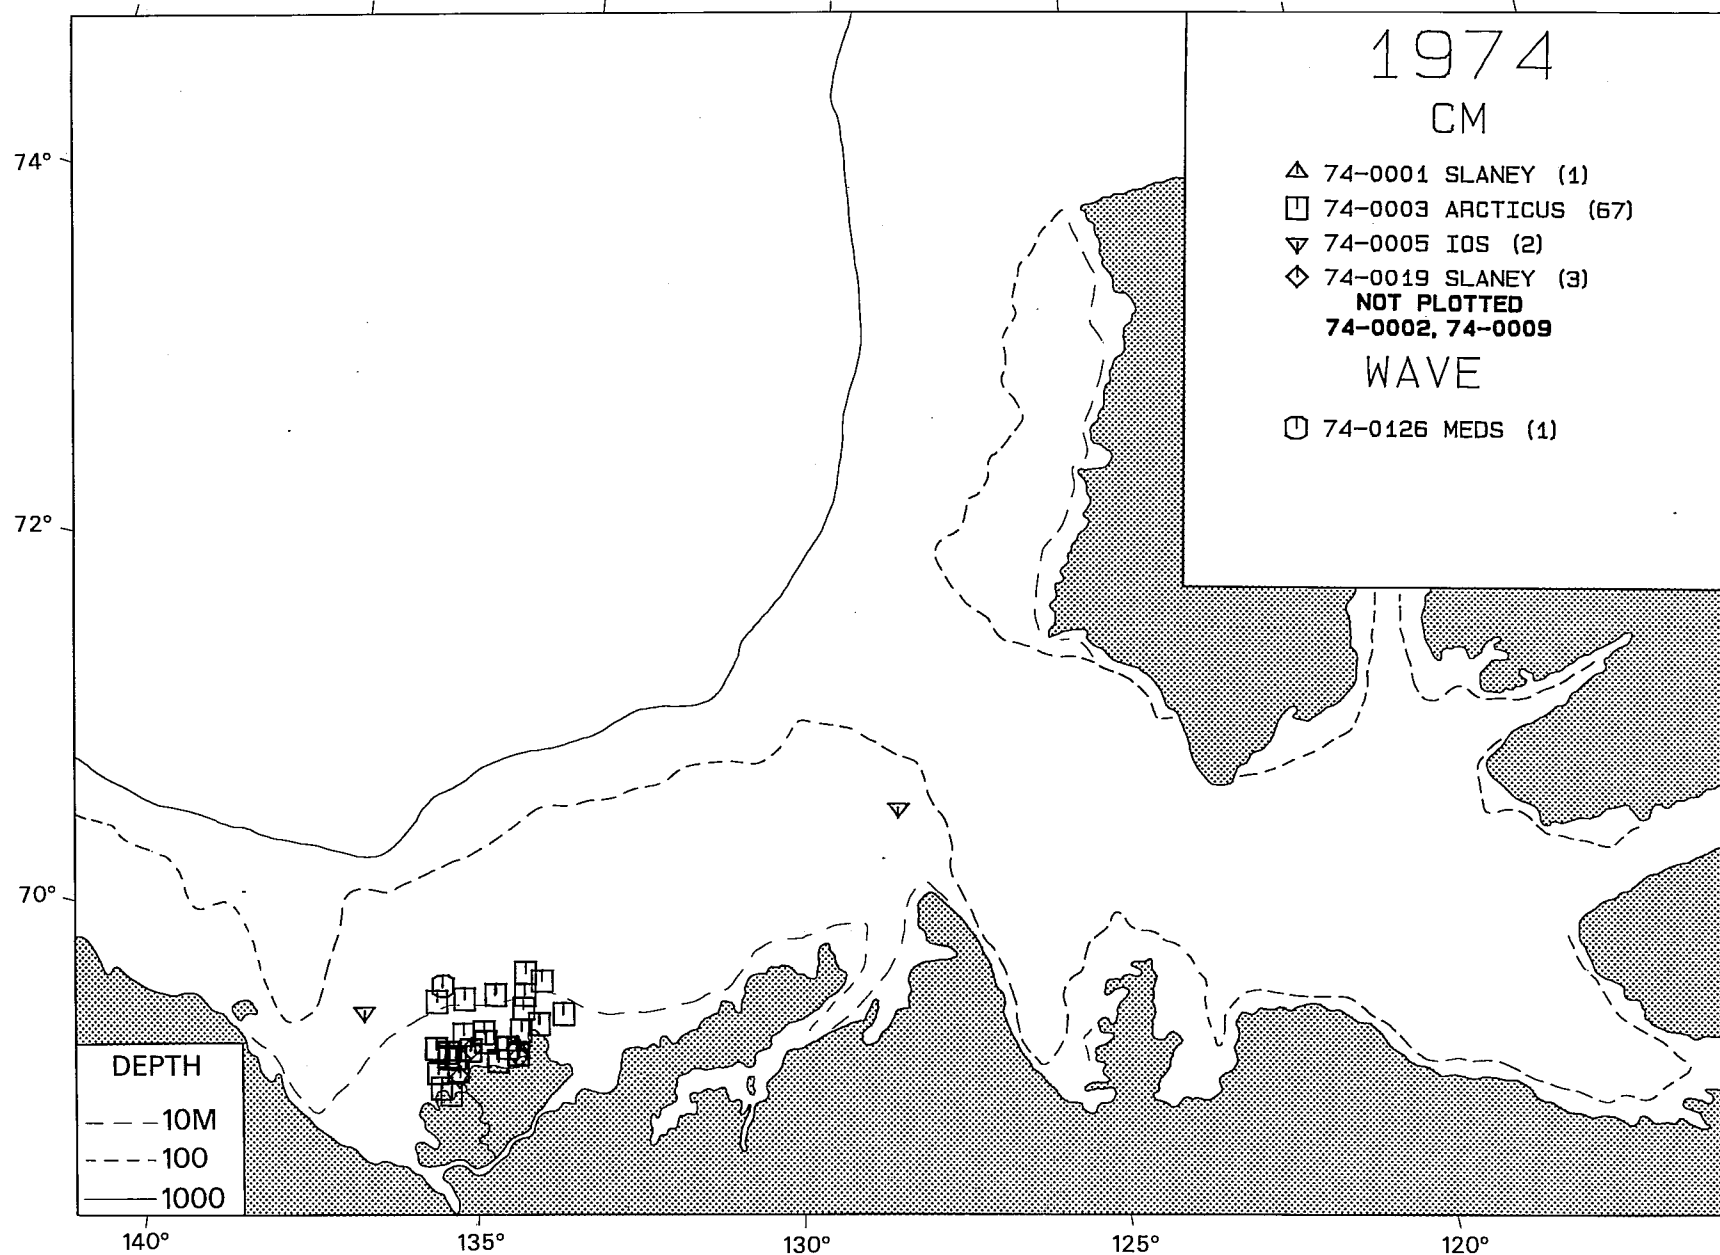 1974
CM
74-0001 SLANEY (1)
74-0003 ARCTICUS (67)
74-0005 IOS (2)
74-0019 SLANEY (3)
NOT PLOTTED
74-0002, 74-0009
WAVE
74-0126 MEDS (1)
74°
72°
70°
DEPTH
10M
100
1000
140°
135°
130°
125°
120°